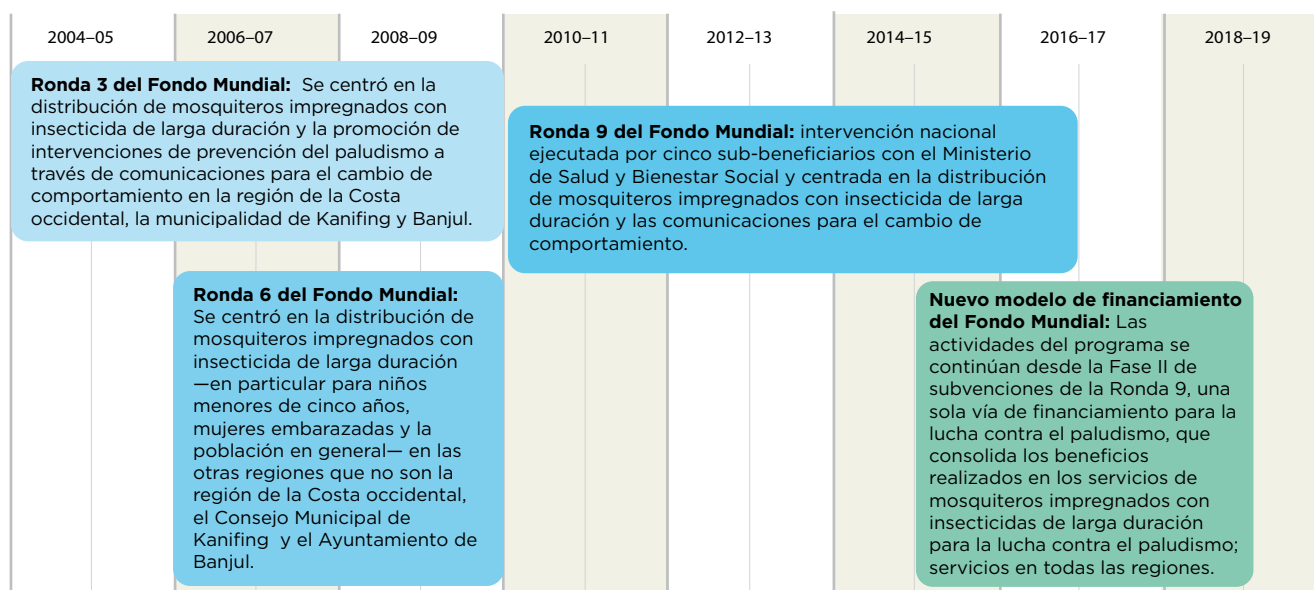 2004–05 2006–07 2008–09 2010–11 2012–13 2014–15 2016–17 2018–19
Ronda 3 del Fondo Mundial: Se centró en la
distribución de mosquiteros impregnados con
insecticida de larga duración y la promoción de
intervenciones de prevención del paludismo a
través de comunicaciones para el cambio de
comportamiento en la región de la Costa
occidental, la municipalidad de Kanifing y Banjul.
Ronda 9 del Fondo Mundial: intervención nacional
ejecutada por cinco sub-beneficiarios con el Ministerio
de Salud y Bienestar Social y centrada en la distribución
de mosquiteros impregnados con insecticida de larga
duración y las comunicaciones para el cambio de
comportamiento.
Ronda 6 del Fondo Mundial:
Se centró en la distribución de
mosquiteros impregnados con
insecticida de larga duración
—en particular para niños
menores de cinco años,
mujeres embarazadas y la
población en general— en las
otras regiones que no son la
región de la Costa occidental,
el Consejo Municipal de
Kanifing y el Ayuntamiento de
Banjul.
Nuevo modelo de financiamiento
del Fondo Mundial: Las
actividades del programa se
continúan desde la Fase II de
subvenciones de la Ronda 9, una
sola vía de financiamiento para la
lucha contra el paludismo, que
consolida los beneficios
realizados en los servicios de
mosquiteros impregnados con
insecticidas de larga duración
para la lucha contra el paludismo;
servicios en todas las regiones.